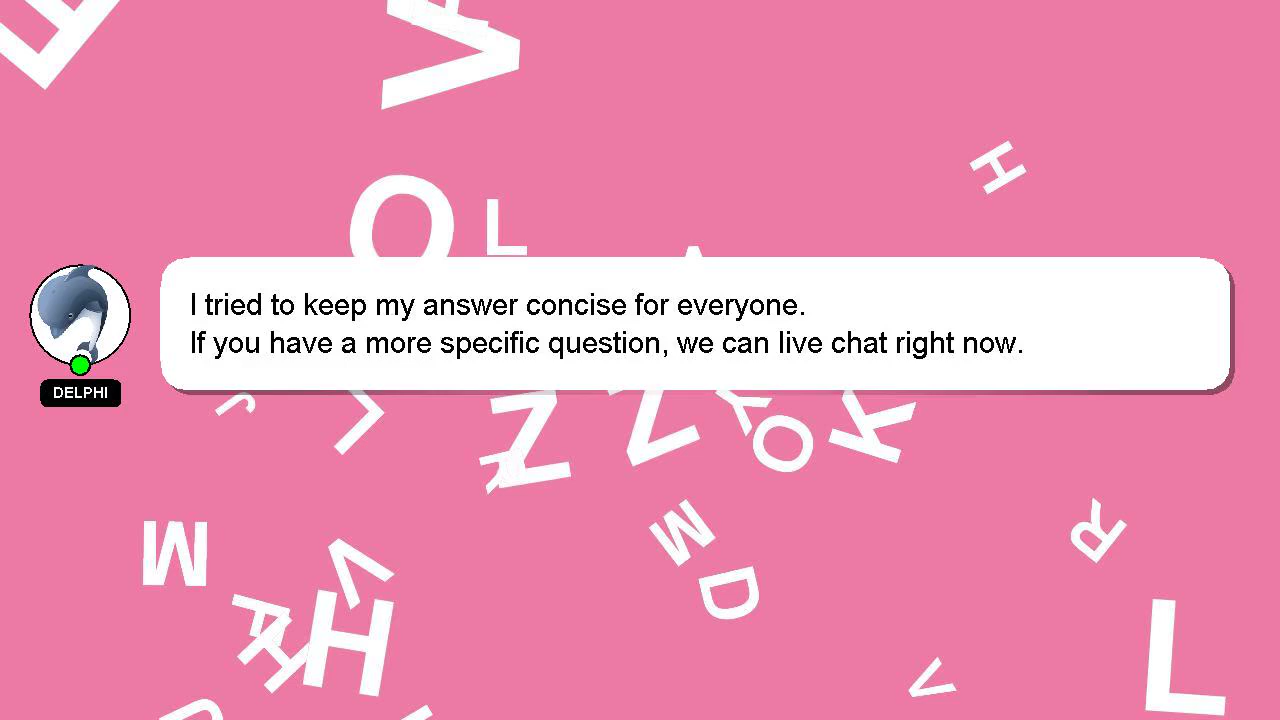 E
A
V
H
O
L
A
I tried to keep my answer concise for everyone.
If you have a more specific question, we can live chat right now.
DELPHI
J
L
Z
Z
Y
O
K
R
M
M
R
D
V
A
H
H
L
V